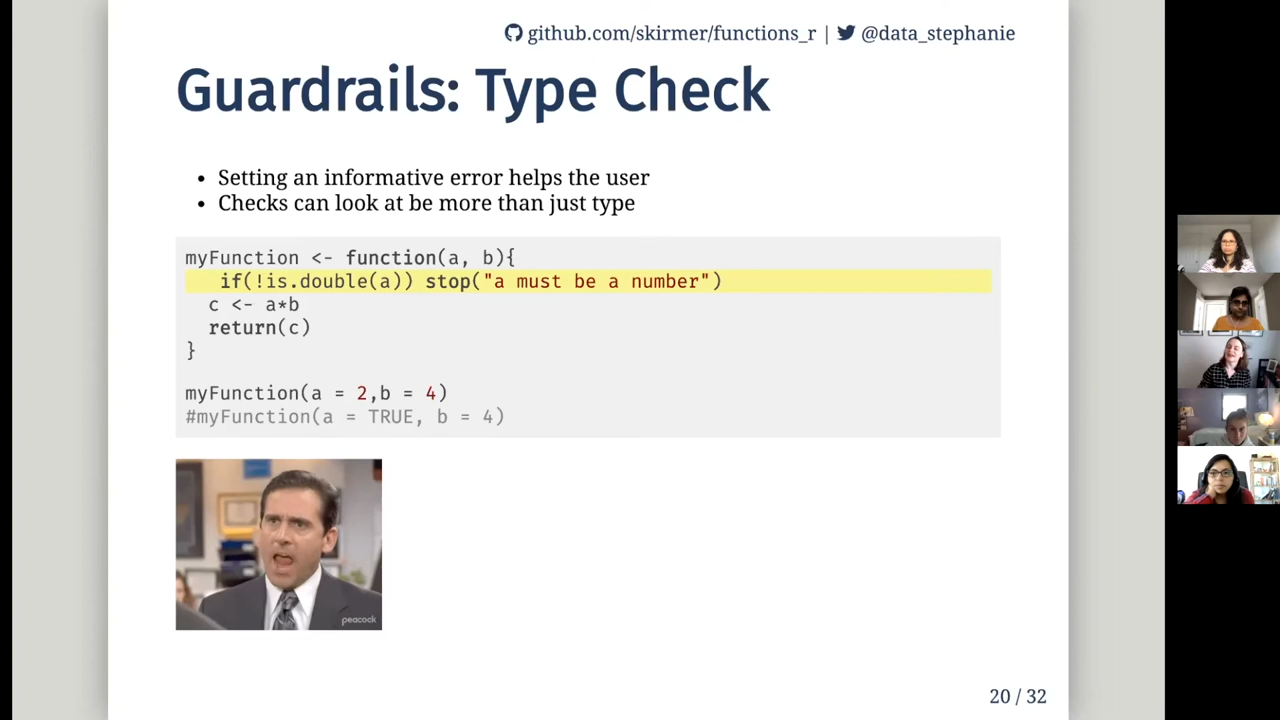 github.com/skirmer/functions_r | @data_stephanie
Guardrails: Type Check
• Setting an informative error helps the user
• Checks can look at be more than just type
myFunction <- function(a, b){
if(!is.double(a)) stop("a must be a number")
c <- a*b
return(c)
}
myFunction(a = 2,b = 4)
#myFunction(a = TRUE, b = 4)
peacock
20 / 32